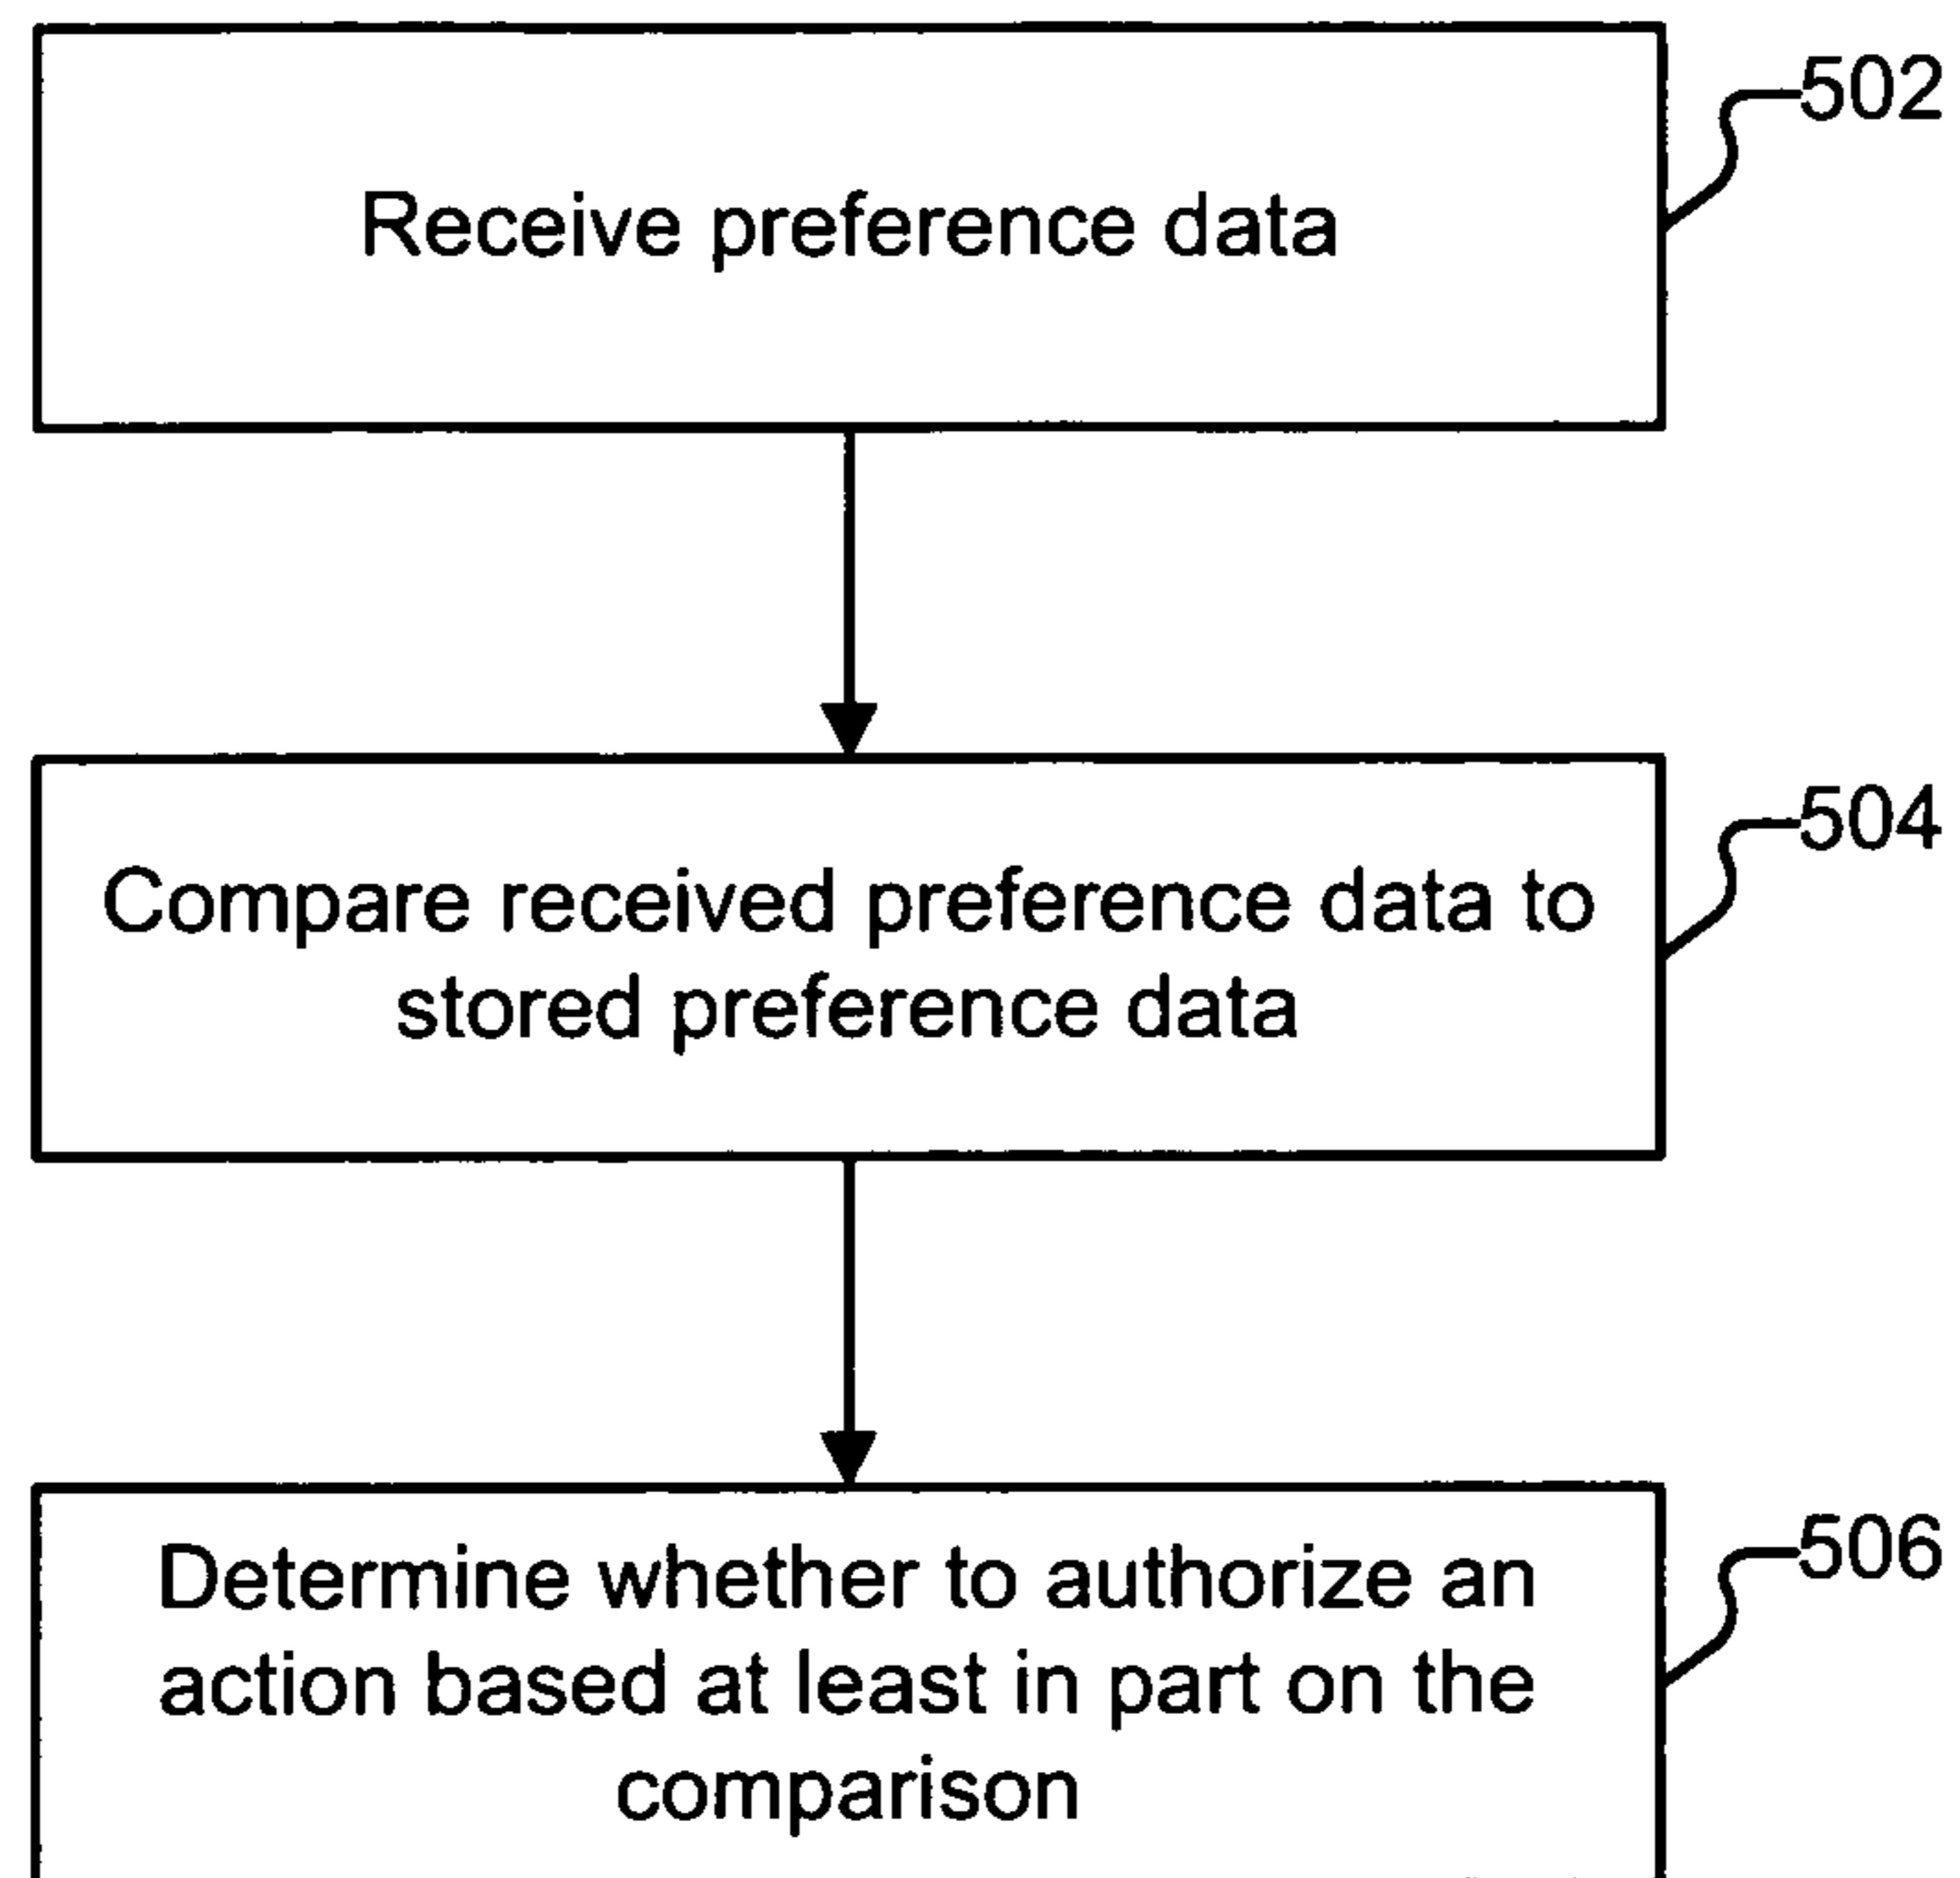 502
Receive preference data
504
Compare received preference data to
stored preference data
506
Determine whether to authorize an
action based at least in part on the
comparison